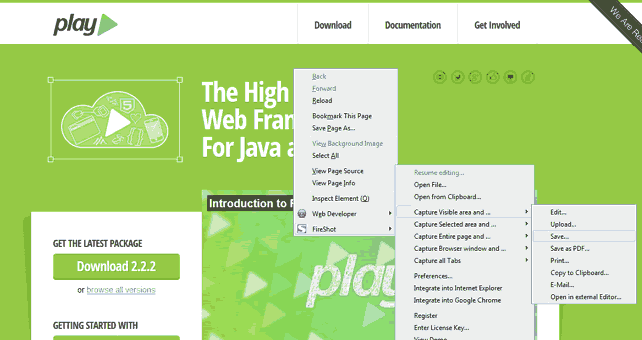 play
Download
Documentation
Get Involved
We Are Re
The High
Web Fram
For Java a
Back
Forward
Reload
Bookmark This Page
Save Page As...
View Background Image
Select All
View Page Source
View Page Info
Inspect Element (Q)
Web Developer
FireShot
Resume editing...
Open File...
Open from Clipboard...
Capture Visible area and ...
Capture Selected area and ...
Capture Entire page and ...
Capture Browser window and ...
Capture all Tabs
Preferences...
Integrate into Internet Explorer
Integrate into Google Chrome
Register
Enter License Key...
View Demo
Edit...
Upload...
Save...
Save as PDF...
Print...
Copy to Clipboard...
E-Mail...
Open in external Editor...
Introduction to
play
GET THE LATEST PACKAGE
Download 2.2.2
or browse all versions
GETTING STARTED WITH